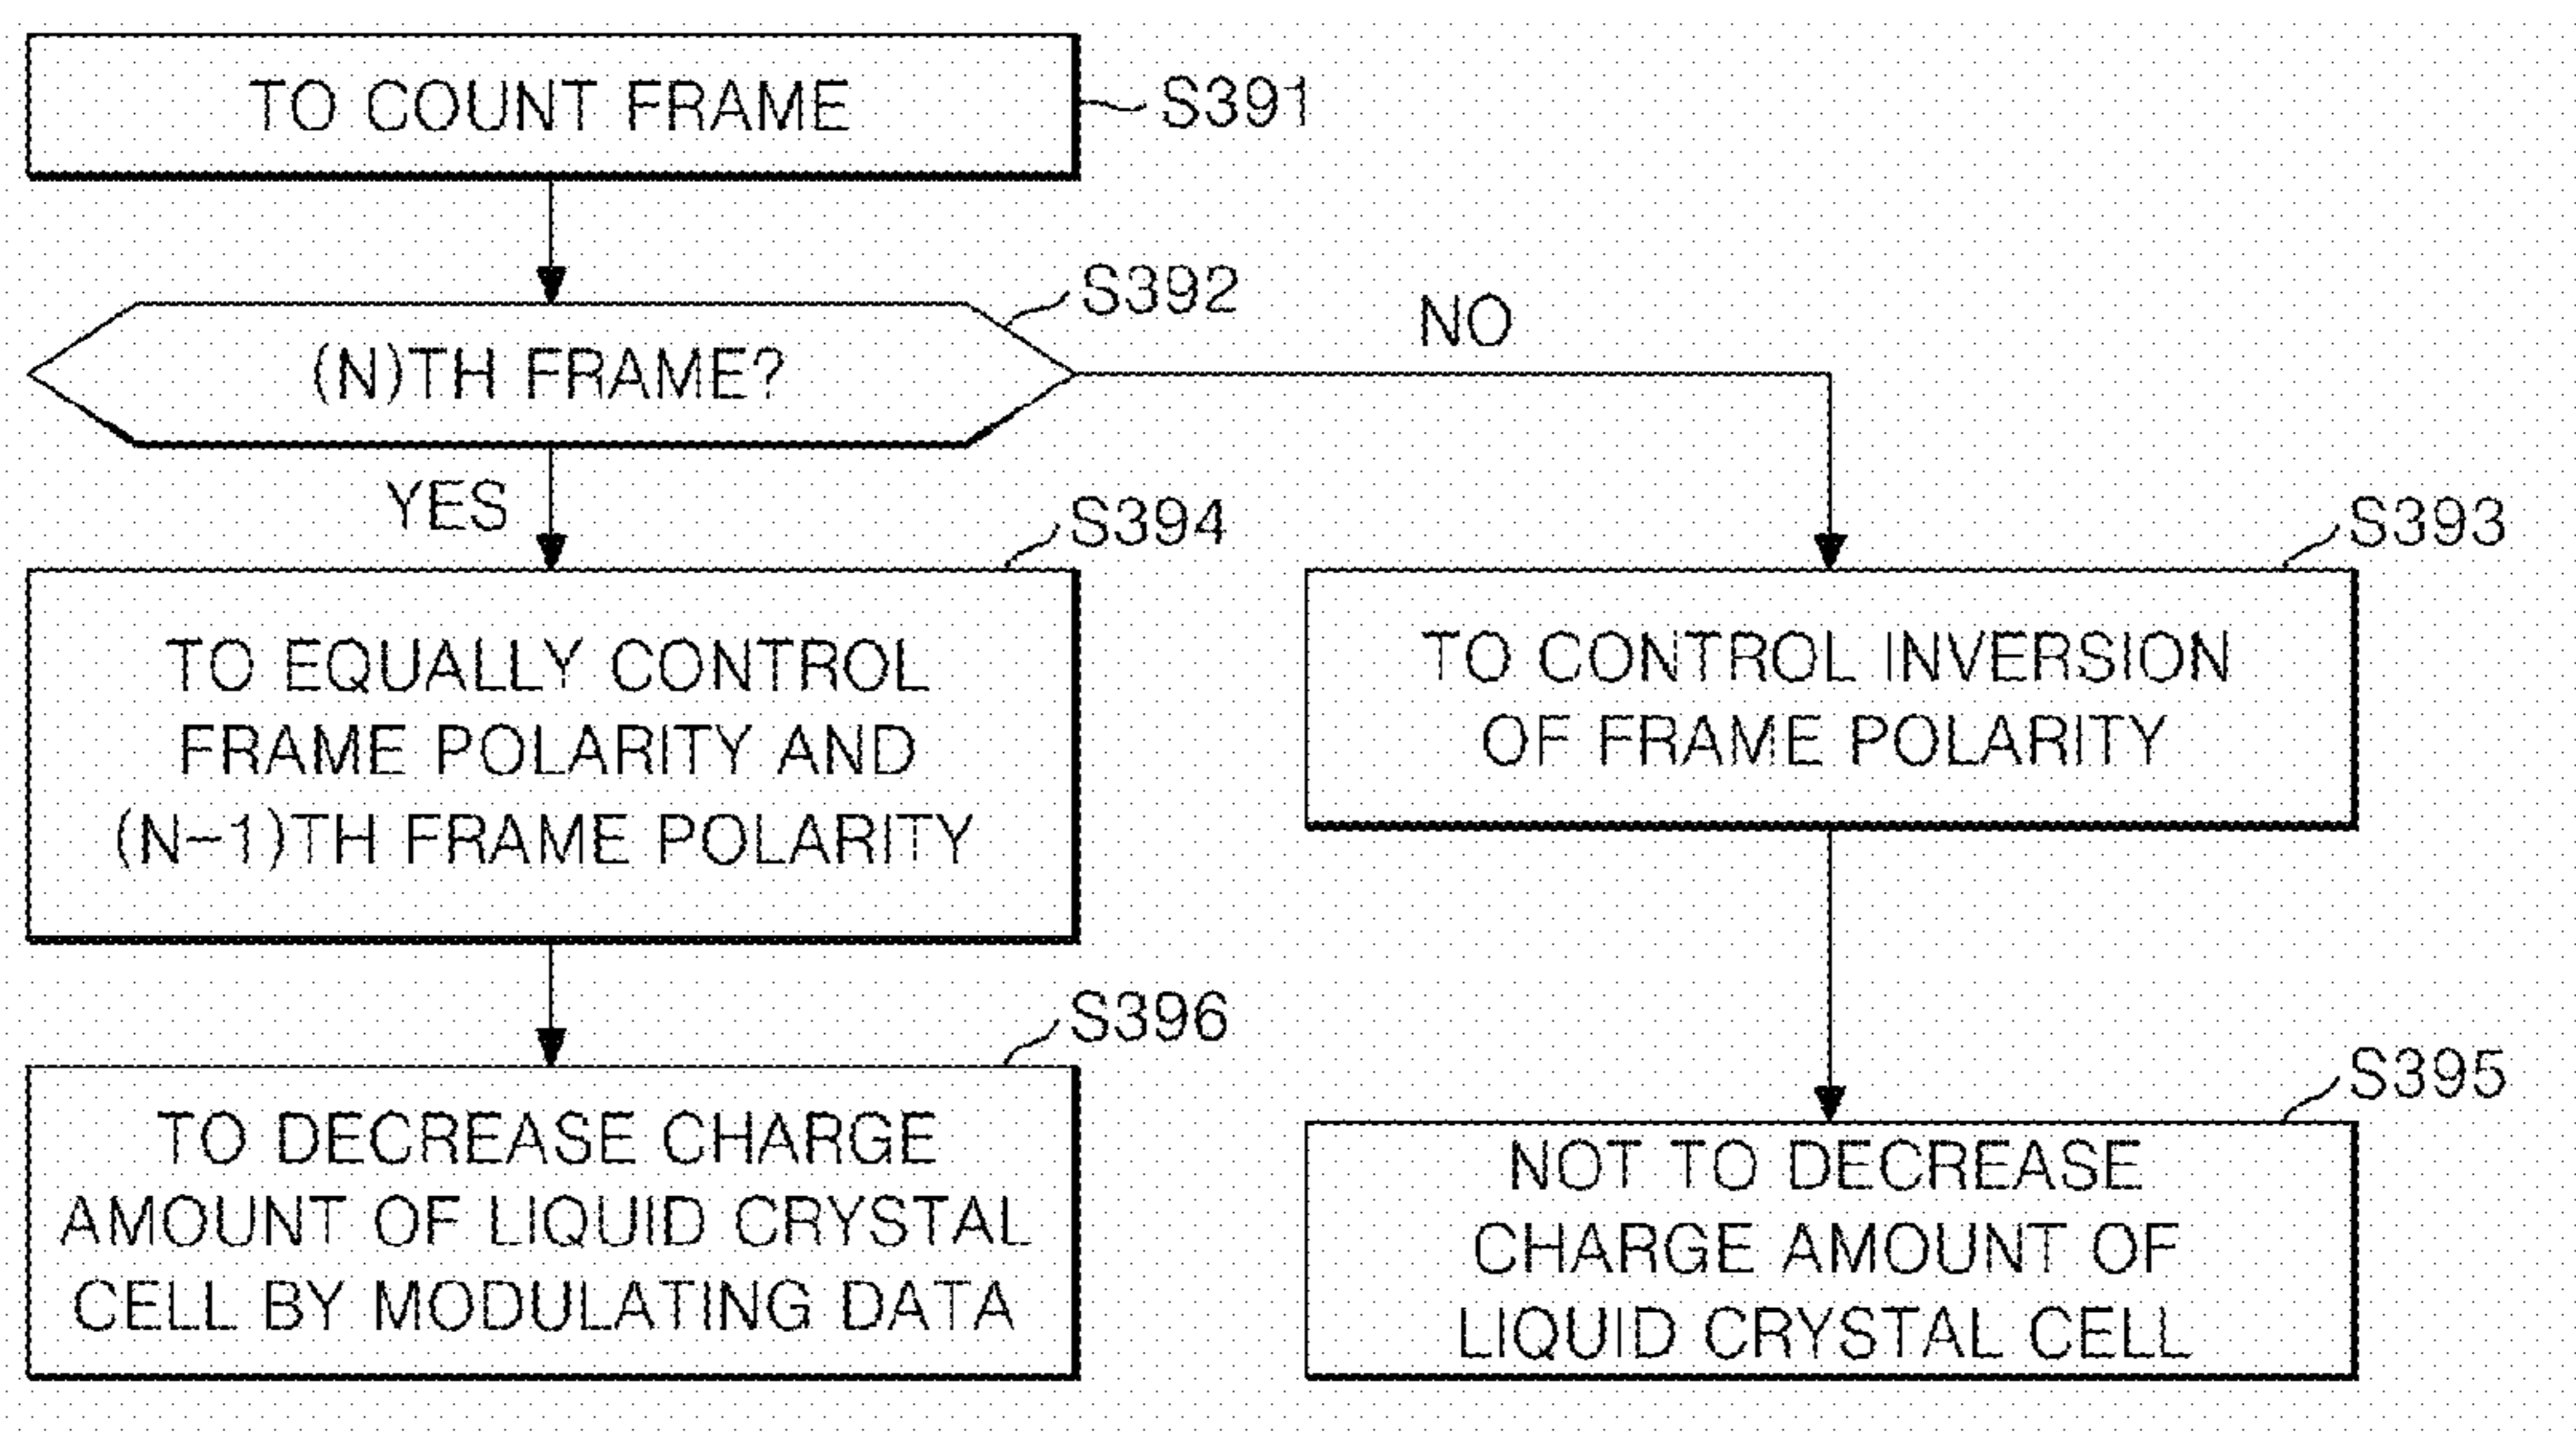 TO COUNT FRAME
S391
S392
(N)TH FRAME?
NO
YES
S394
TO EQUALLY CONTROL
FRAME POLARITY AND
(N-1)TH FRAME POLARITY
S393
TO CONTROL INVERSION
OF FRAME POLARITY
S396
TO DECREASE CHARGE
AMOUNT OF LIQUID CRYSTAL
CELL BY MODULATING DATA
S395
NOT TO DECREASE
CHARGE AMOUNT OF
LIQUID CRYSTAL CELL